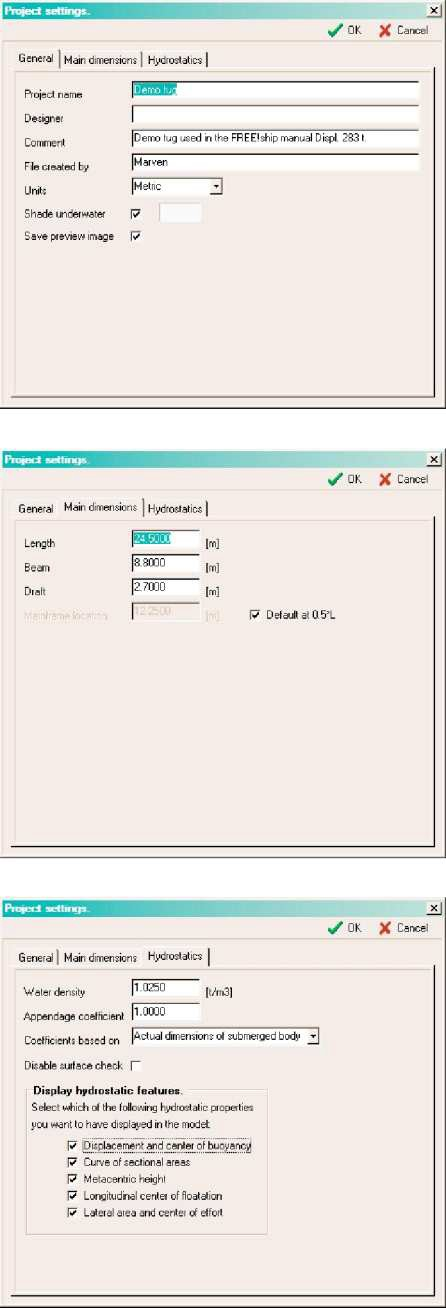 Project settings.
OK Cancel
General Main dimensions Hydrostatics
Project name Demo tug
Designer
Comment Demo tug used in the FREE!ship manual Displ. 283 t.
File created by Marven
Units Metric
Shade underwater
Save preview image
Project settings.
OK Cancel
General Main dimensions Hydrostatics
Length 24.5000 [m]
Beam 8.8000 [m]
Draft 2.7000 [m]
Mainframe location 12.2500 [m] Default at 0.5*L
Project settings.
OK Cancel
General Main dimensions Hydrostatics
Water density 1.0250 [t/m3]
Appendage coefficient 1.0000
Coefficients based on Actual dimensions of submerged body
Disable surface check
Display hydrostatic features.
Select which of the following hydrostatic properties
you want to have displayed in the model:
Displacement and center of buoyancy
Curve of sectional areas
Metacentric height
Longitudinal center of floatation
Lateral area and center of effort